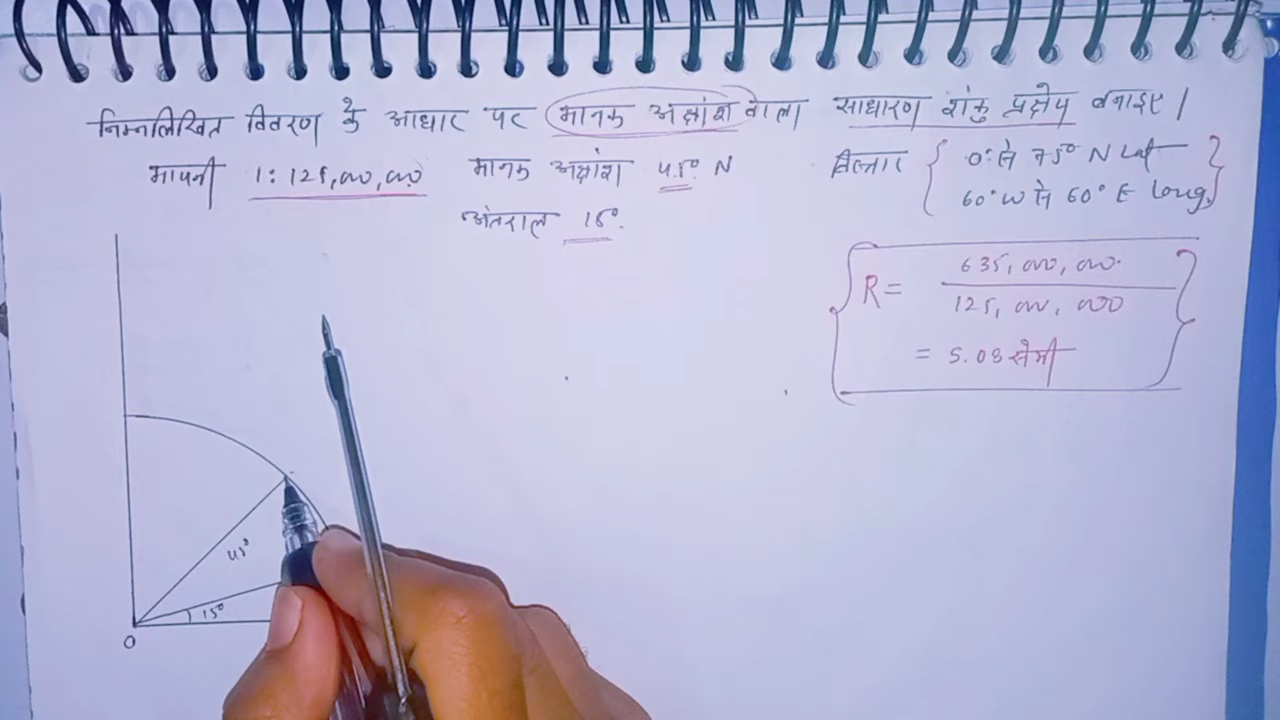 निम्नलिखित विवरण के आधार पर मानक अक्षांश वाला साधारण शंकु प्रक्षेप बनाइए।
मापनी 1: 125,000,000 मानक अक्षांश 45° N विस्तार { 0° से 75° N Lat
60° W से 60° E Long. }
अंतराल 15°.
R = 635,000,000.
125,000,000
= 5.08 सेमी
45°
15°
O